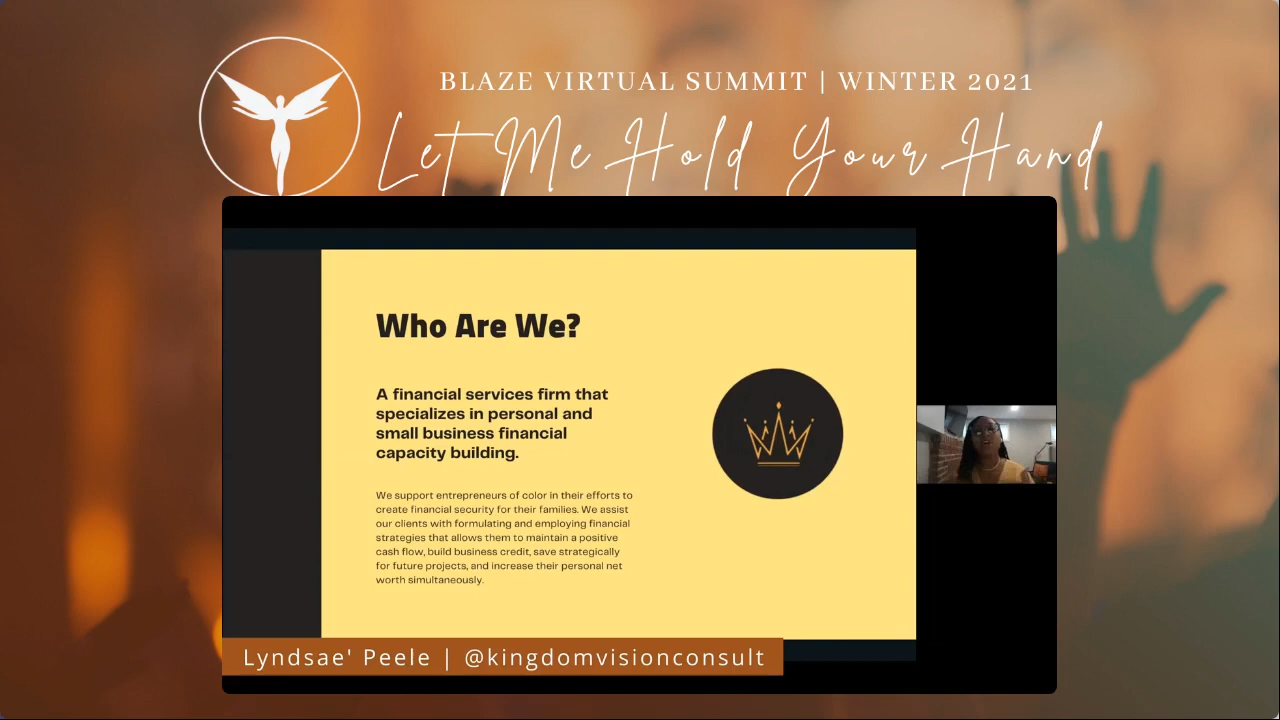 BLAZE VIRTUAL SUMMIT | WINTER 2021
Let Me Hold Your Hand
Who Are We?
A financial services firm that
specializes in personal and
small business financial
capacity building.
We support entrepreneurs of color in their efforts to
create financial security for their families. We assist
our clients with formulating and employing financial
strategies that allows them to maintain a positive
cash flow, build business credit, save strategically
for future projects, and increase their personal net
worth simultaneously.
Lyndsae' Peele | @kingdomvisionconsult